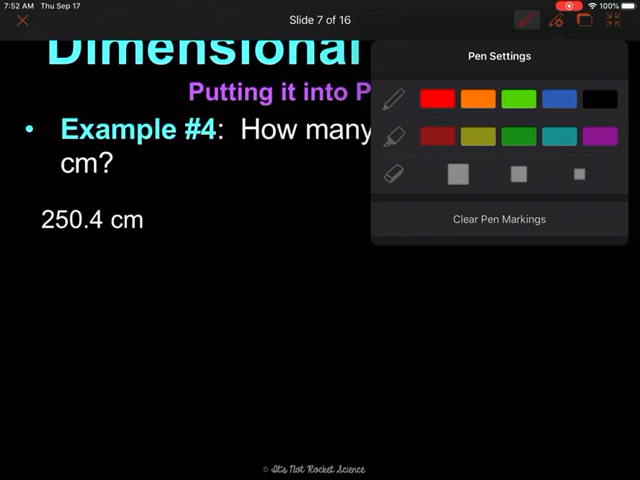 7:52 AM Thu Sep 17
100%
Slide 7 of 16
Dimensional
Putting it into P
• Example #4: How many
cm?
250.4 cm
Pen Settings
Clear Pen Markings
© It's Not Rocket Science